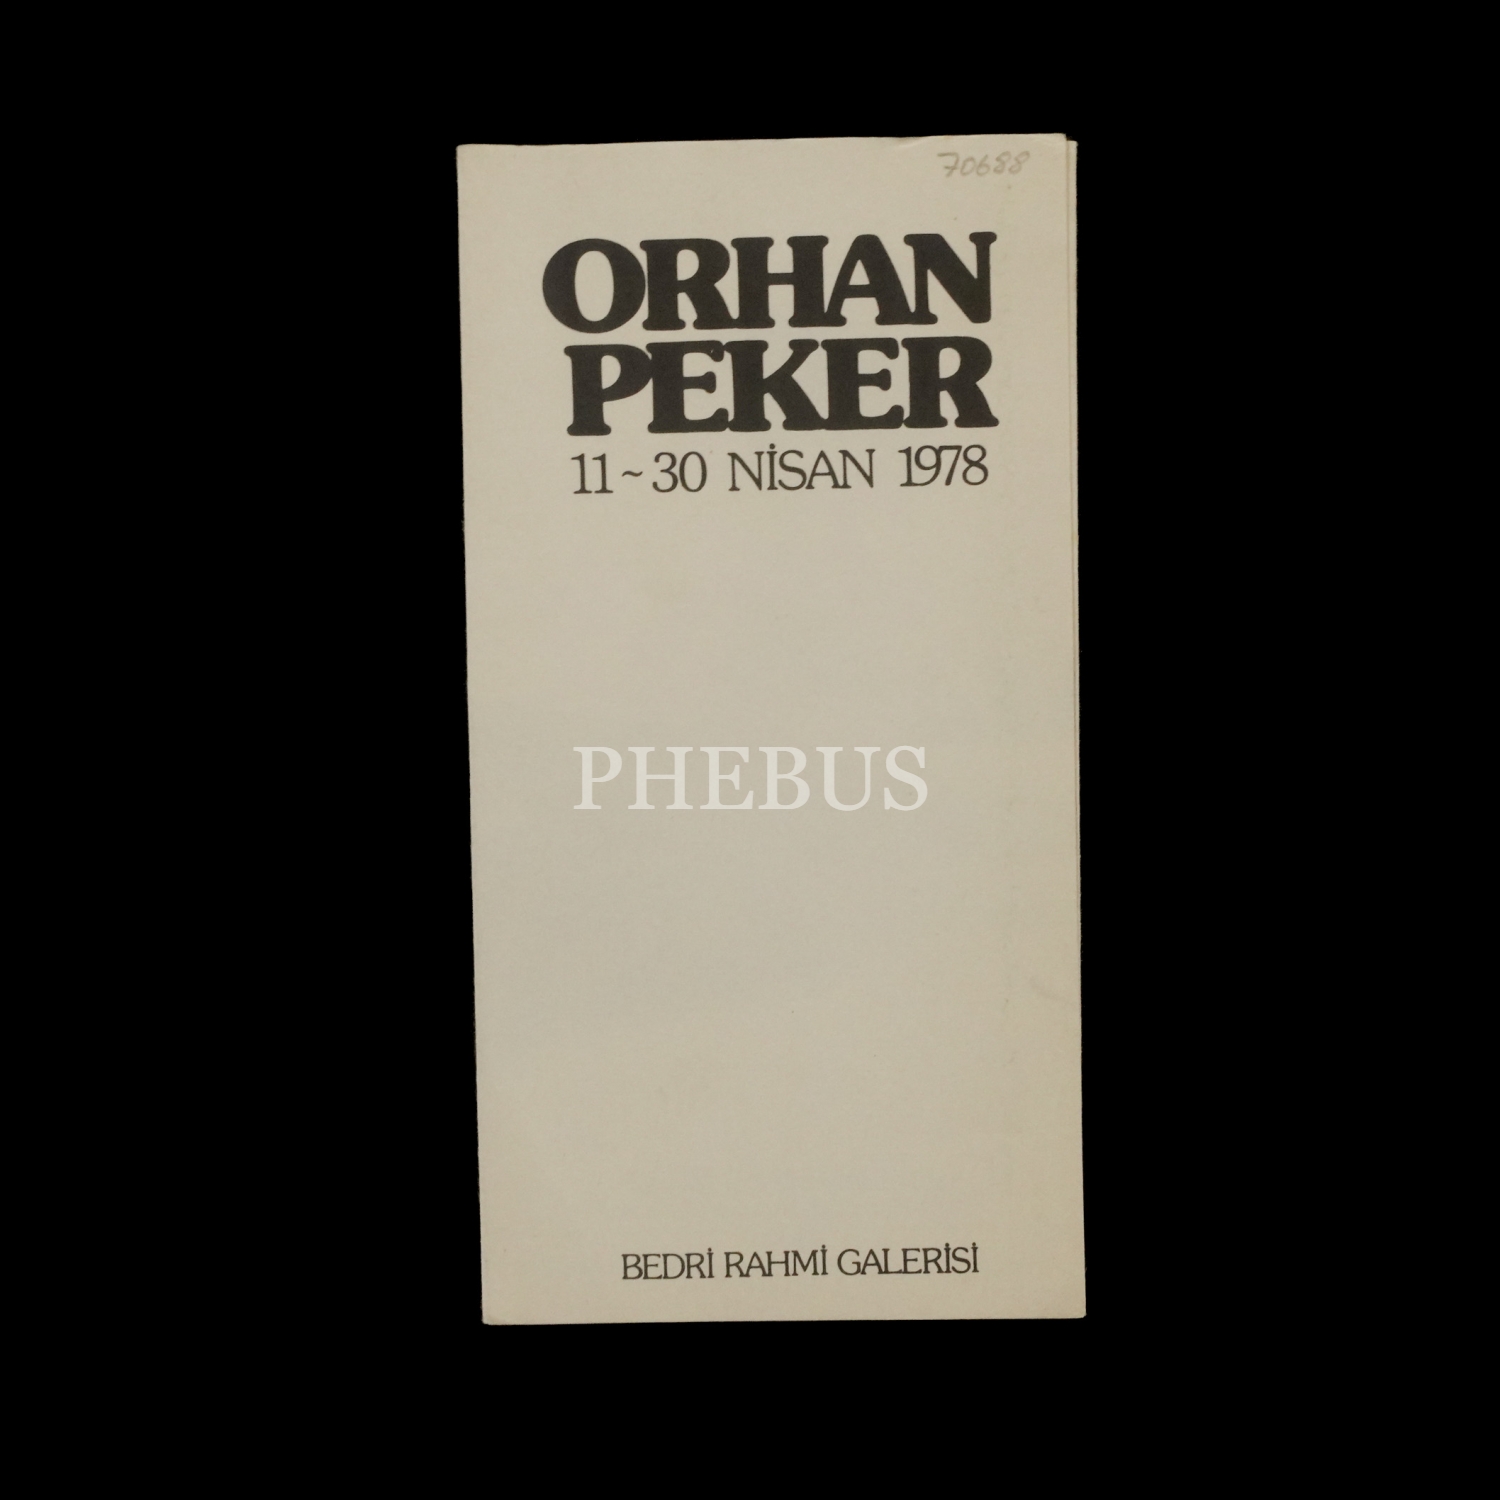 70688
ORHAN
PEKER
11~30 NİSAN 1978
PHEBUS
BEDRİ RAHMİ GALERİSİ